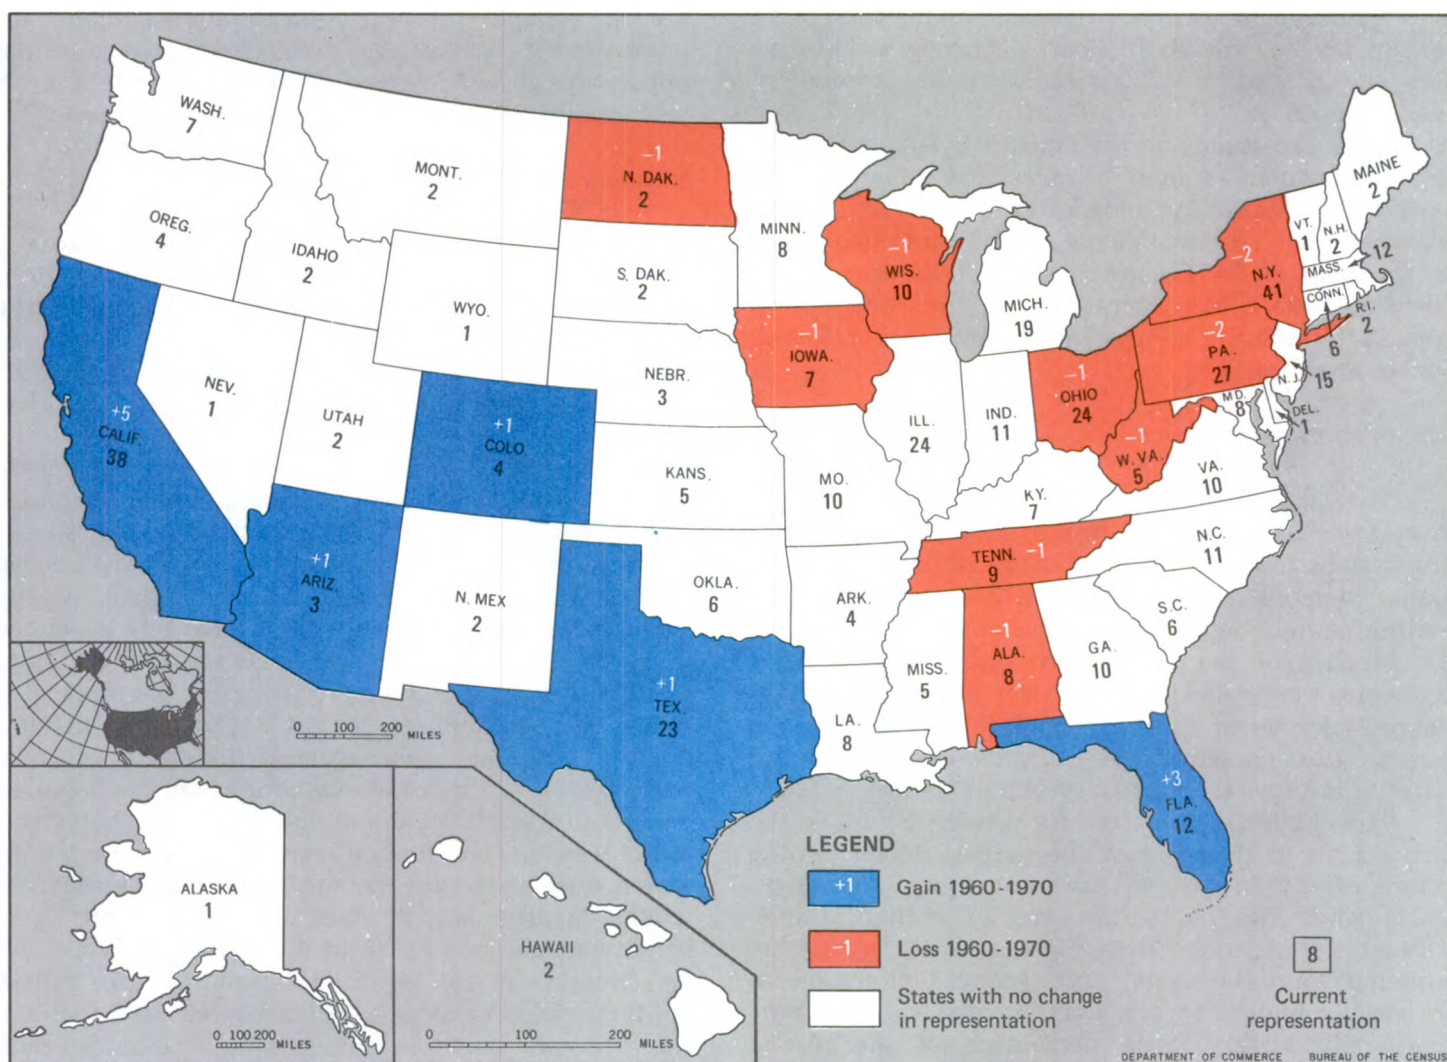 WASH.
7
OREG.
4
CALIF.
+5
38
NEV.
1
IDAHO
2
MONT.
2
WYO.
1
UTAH
2
+1
COLO.
4
+1
ARIZ.
3
N. MEX
2
-1
N. DAK.
2
S. DAK.
2
NEBR.
3
KANS.
5
OKLA.
6
+1
TEX.
23
MINN.
8
-1
IOWA
7
MO.
10
ARK.
4
LA.
8
-1
WIS.
10
ILL.
24
MICH.
19
IND.
11
-1
OHIO
24
KY.
7
TENN. -1
9
MISS.
5
-1
ALA.
8
GA.
10
+3
FLA.
12
S.C.
6
N.C.
11
VA.
10
-1
W. VA.
5
MD.
8
DEL.
1
-2
PA.
27
N.J.
15
-2
N.Y.
41
CONN.
6
R.I.
2
MASS.
12
VT.
1
N.H.
2
MAINE
2
0 100 200
MILES
ALASKA
1
0 100 200
MILES
HAWAII
2
0 100 200
MILES
LEGEND
+1 Gain 1960-1970
-1 Loss 1960-1970
States with no change
in representation
8
Current
representation
DEPARTMENT OF COMMERCE BUREAU OF THE CENSUS